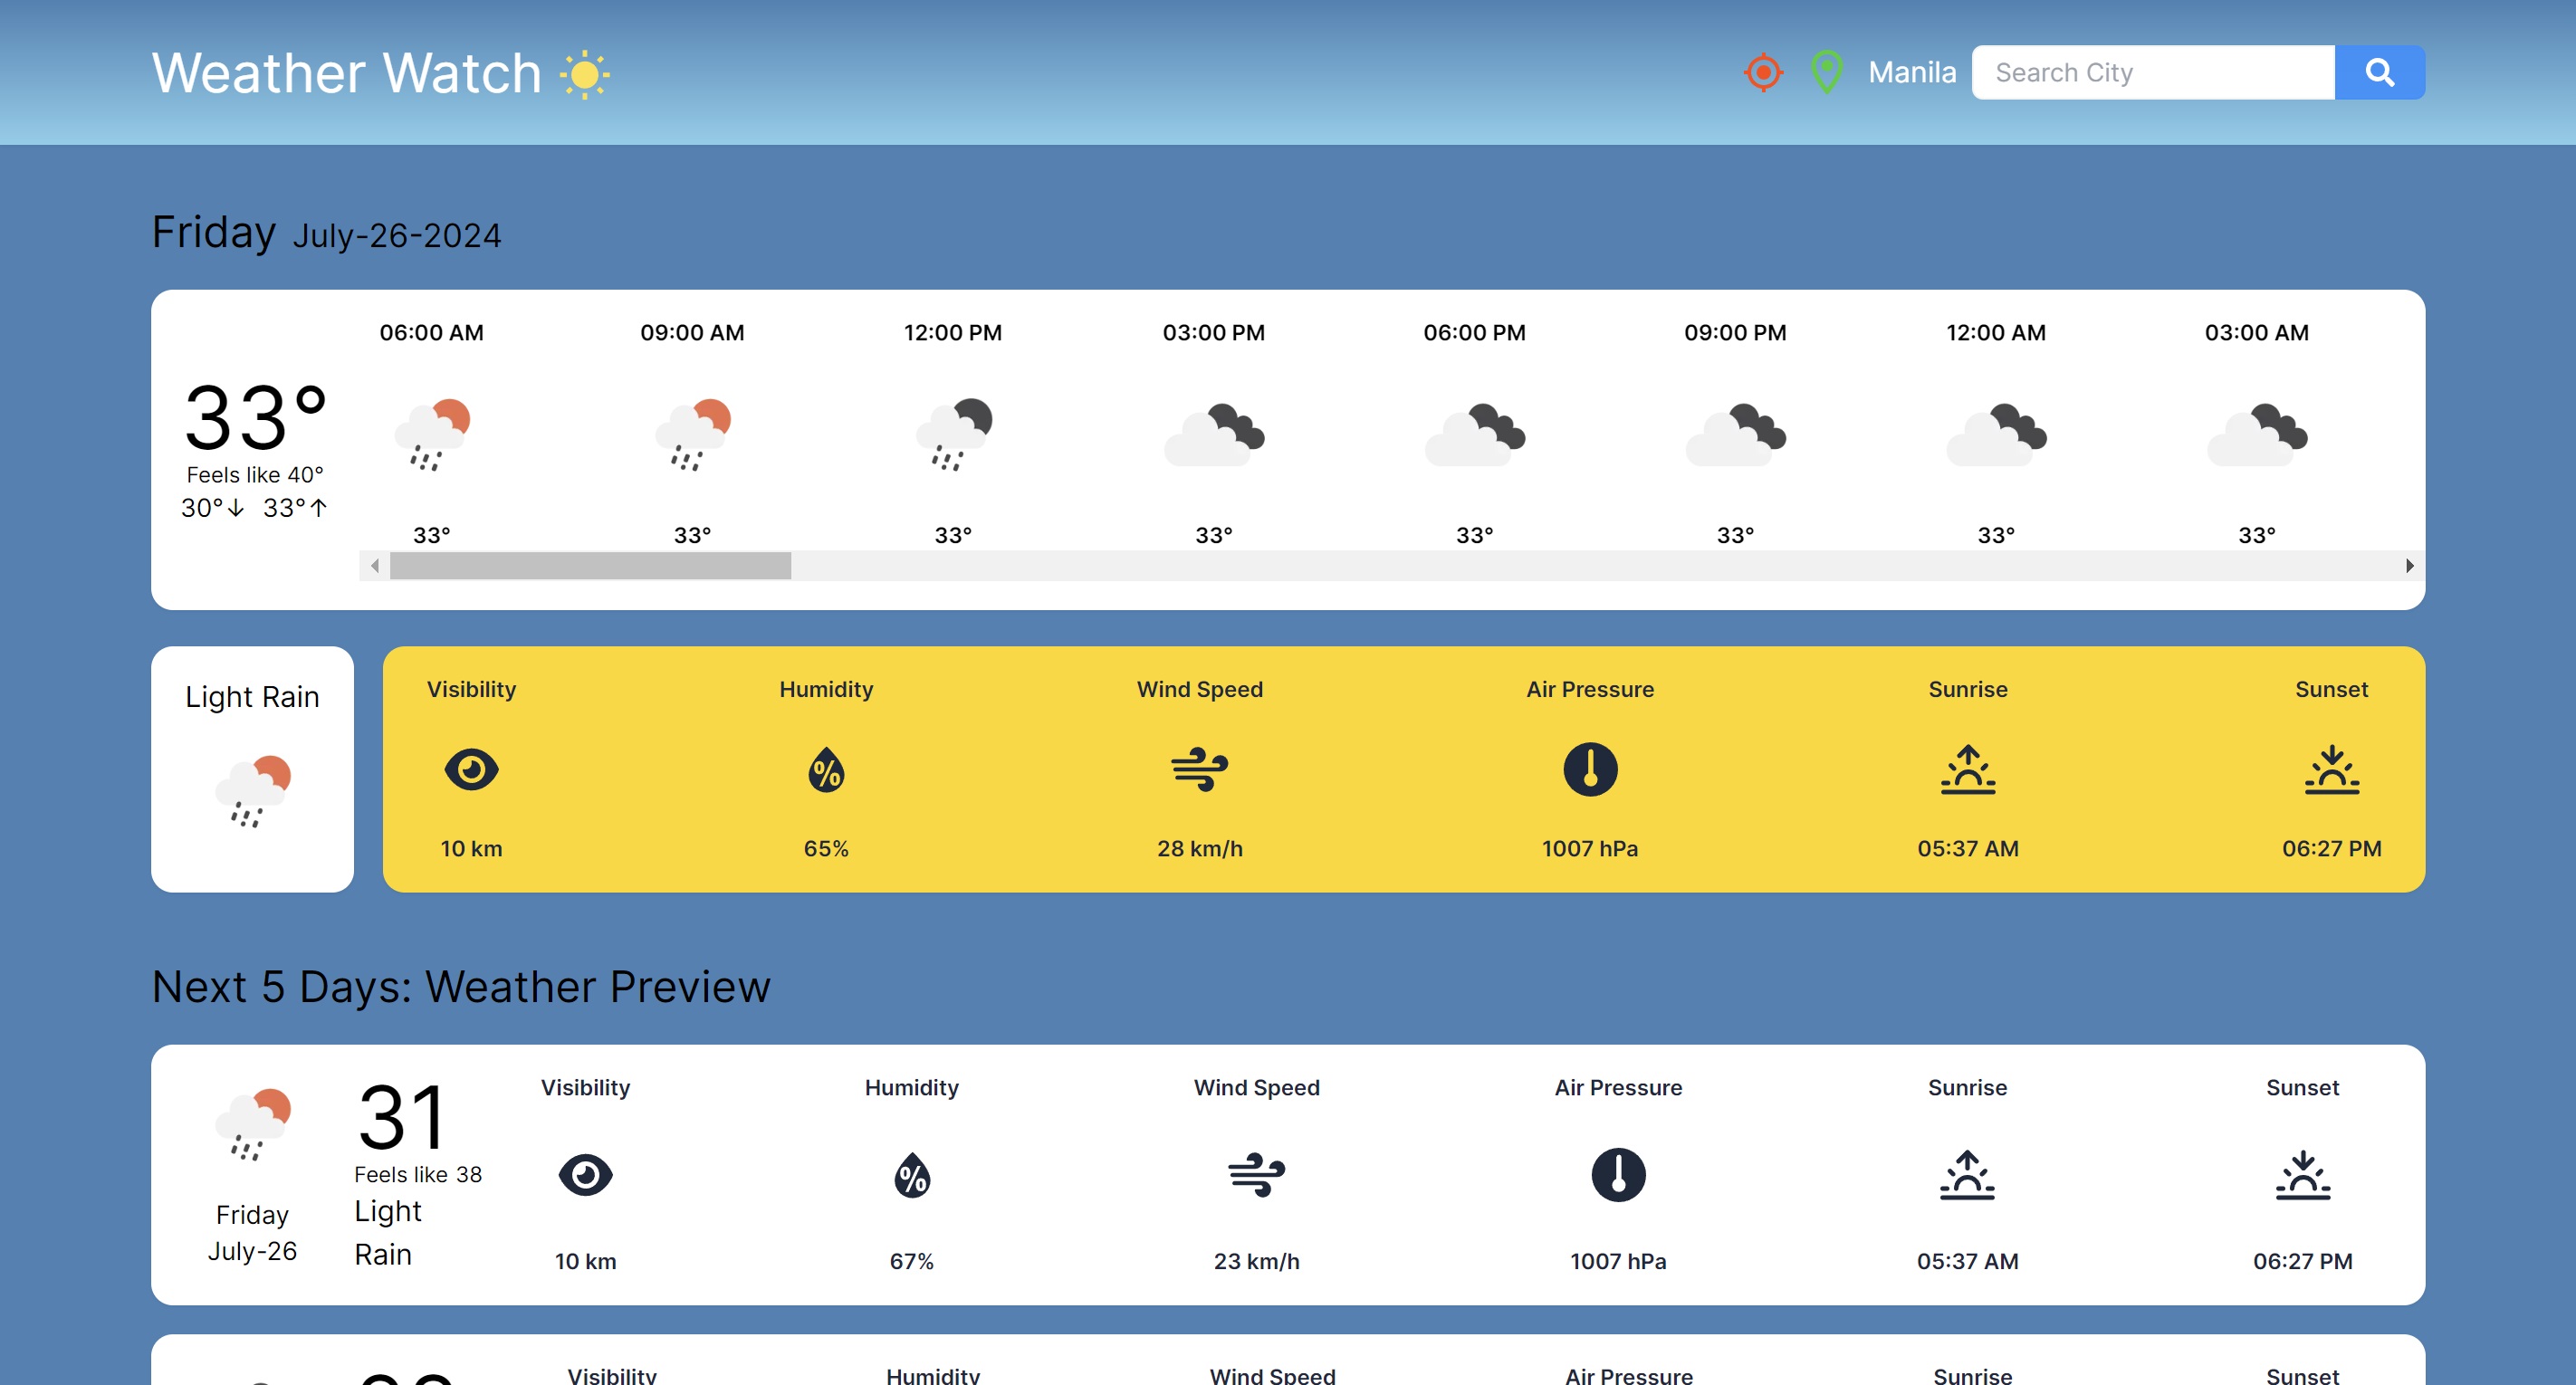 Weather Watch
Manila
Search City
Friday July-26-2024
06:00 AM 09:00 AM 12:00 PM 03:00 PM 06:00 PM 09:00 PM 12:00 AM 03:00 AM
33°
Feels like 40°
30°↓ 33°↑
33° 33° 33° 33° 33° 33° 33° 33°
Light Rain
Visibility Humidity Wind Speed Air Pressure Sunrise Sunset
%
10 km 65% 28 km/h 1007 hPa 05:37 AM 06:27 PM
Next 5 Days: Weather Preview
31
Feels like 38
Light
Rain
Friday
July-26
Visibility Humidity Wind Speed Air Pressure Sunrise Sunset
%
10 km 67% 23 km/h 1007 hPa 05:37 AM 06:27 PM
Visibility Humidity Wind Speed Air Pressure Sunrise Sunset